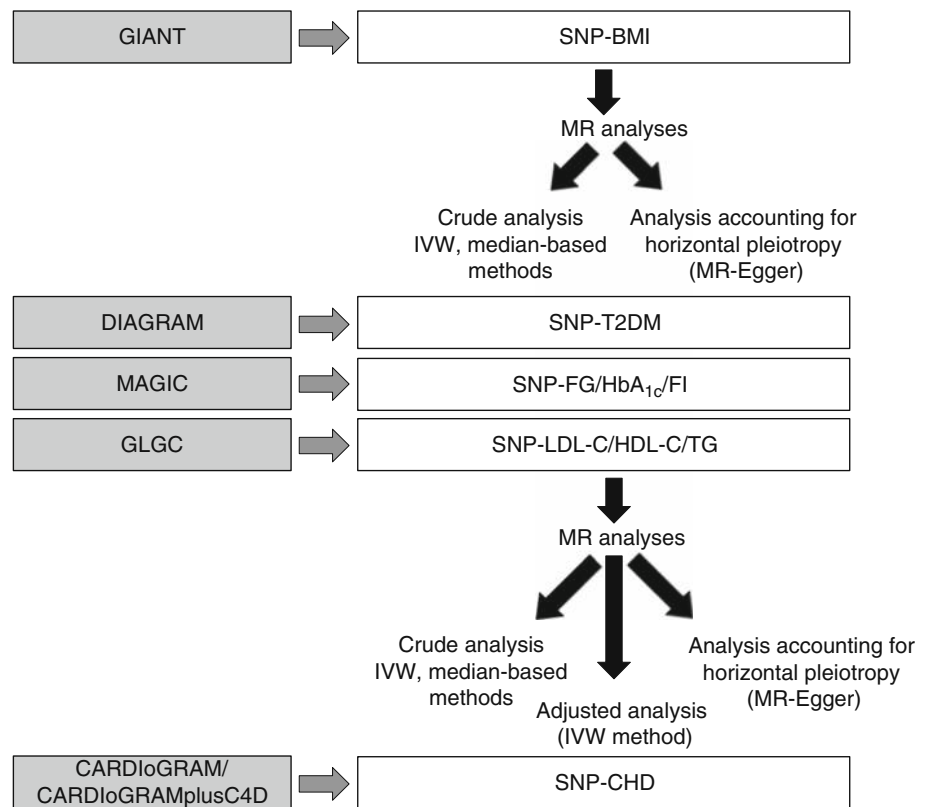 GIANT
SNP-BMI
MR analyses
Crude analysis
IVW, median-based
methods
Analysis accounting for
horizontal pleiotropy
(MR-Egger)
DIAGRAM
SNP-T2DM
MAGIC
SNP-FG/HbA1c/FI
GLGC
SNP-LDL-C/HDL-C/TG
MR analyses
Crude analysis
IVW, median-based
methods
Adjusted analysis
(IVW method)
Analysis accounting for
horizontal pleiotropy
(MR-Egger)
CARDIoGRAM/
CARDIoGRAMplusC4D
SNP-CHD